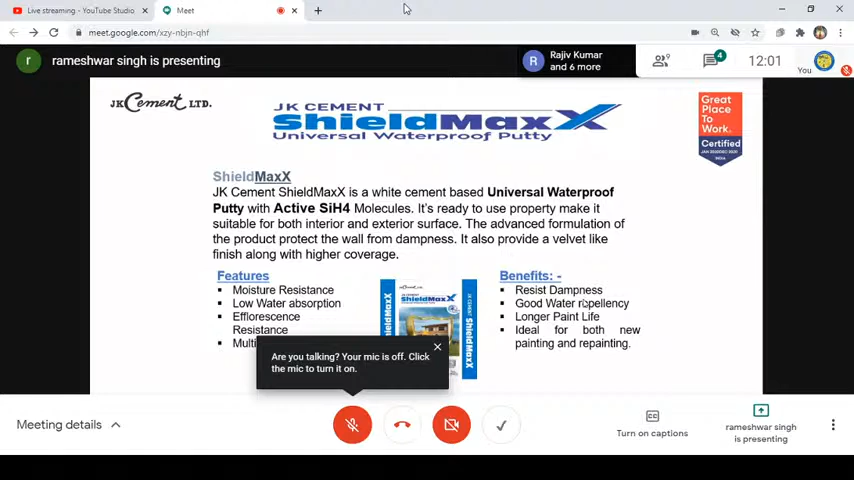 Live streaming - YouTube Studio
Meet
meet.google.com/xzy-nbjn-qhf
r
rameshwar singh is presenting
R
Rajiv Kumar
and 6 more
9
4
12:01
You
JKCement LTD.
JK CEMENT
ShieldMaxX
Universal Waterproof Putty
Great
Place
To
Work.
Certified
ShieldMaxX
JK Cement ShieldMaxX is a white cement based Universal Waterproof
Putty with Active SiH4 Molecules. It's ready to use property make it
suitable for both interior and exterior surface. The advanced formulation of
the product protect the wall from dampness. It also provide a velvet like
finish along with higher coverage.
Features
▪ Moisture Resistance
▪ Low Water absorption
▪ Efflorescence
Resistance
▪ Multi
ShieldMaxX
ShieldMaxX
ShieldMaxX
Benefits: -
▪ Resist Dampness
▪ Good Water repellency
▪ Longer Paint Life
▪ Ideal for both new
painting and repainting.
Are you talking? Your mic is off. Click
the mic to turn it on.
Meeting details
Turn on captions
rameshwar singh
is presenting